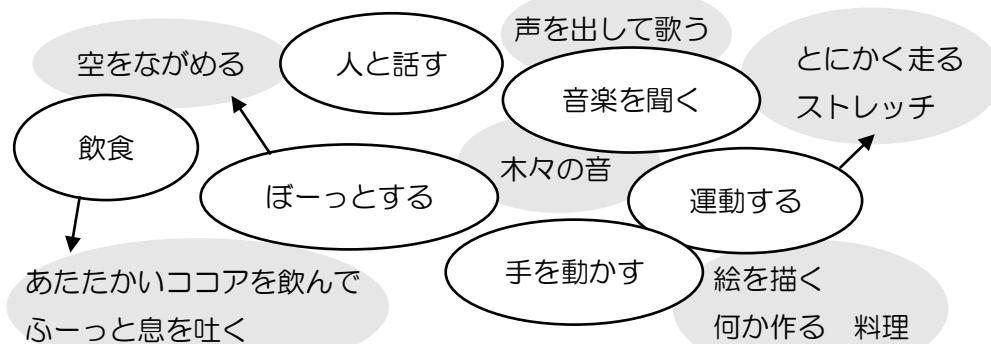 声を出して歌う
空をながめる
人と話す
とにかく走る
ストレッチ
音楽を聞く
飲食
木々の音
ぼーっとする
運動する
手を動かす
あたたかいココアを飲んで
ふーっと息を吐く
絵を描く
何か作る　料理